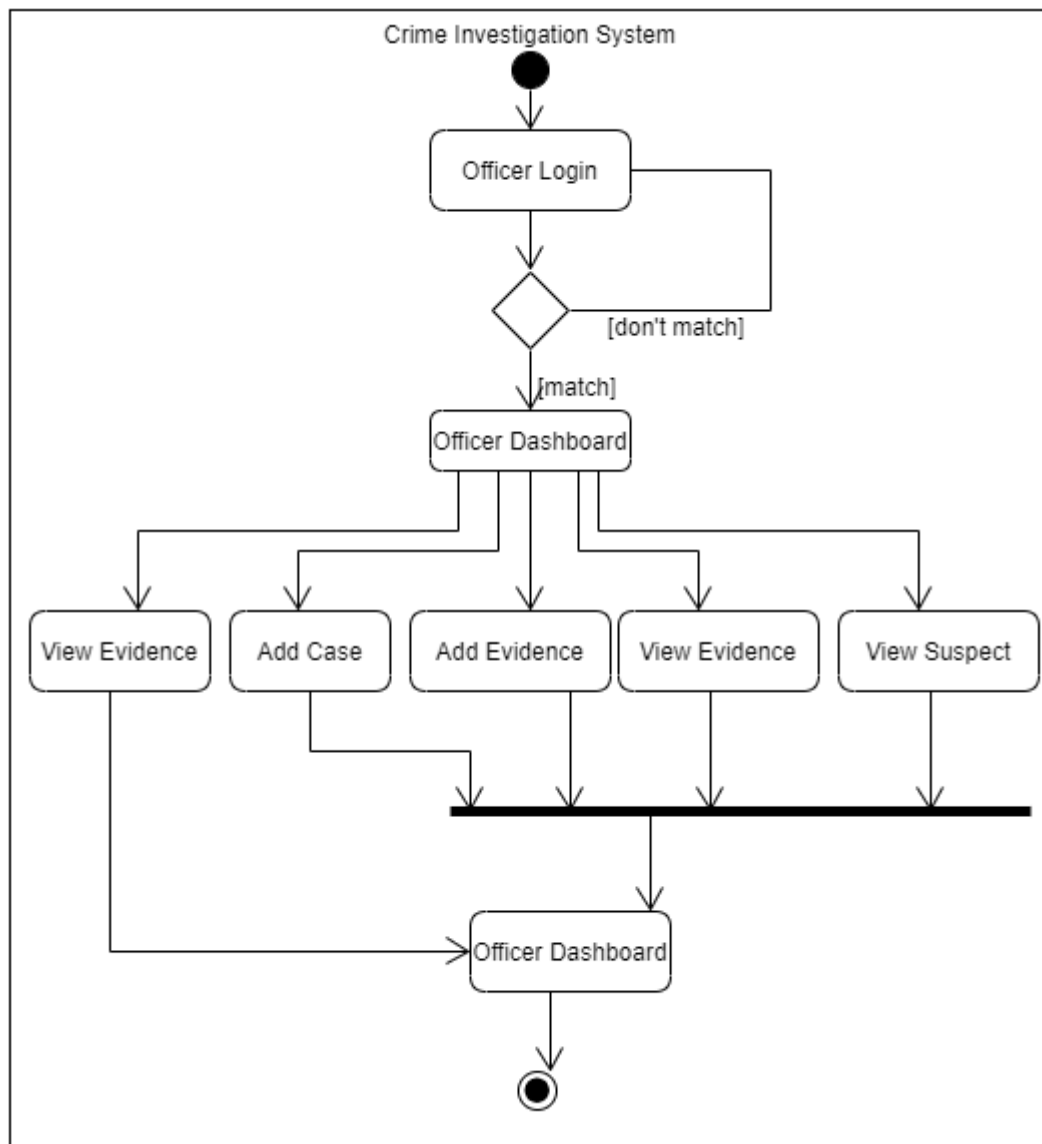 Crime Investigation System
Officer Login
[don't match]
[match]
Officer Dashboard
View Evidence
Add Case
Add Evidence
View Evidence
View Suspect
Officer Dashboard